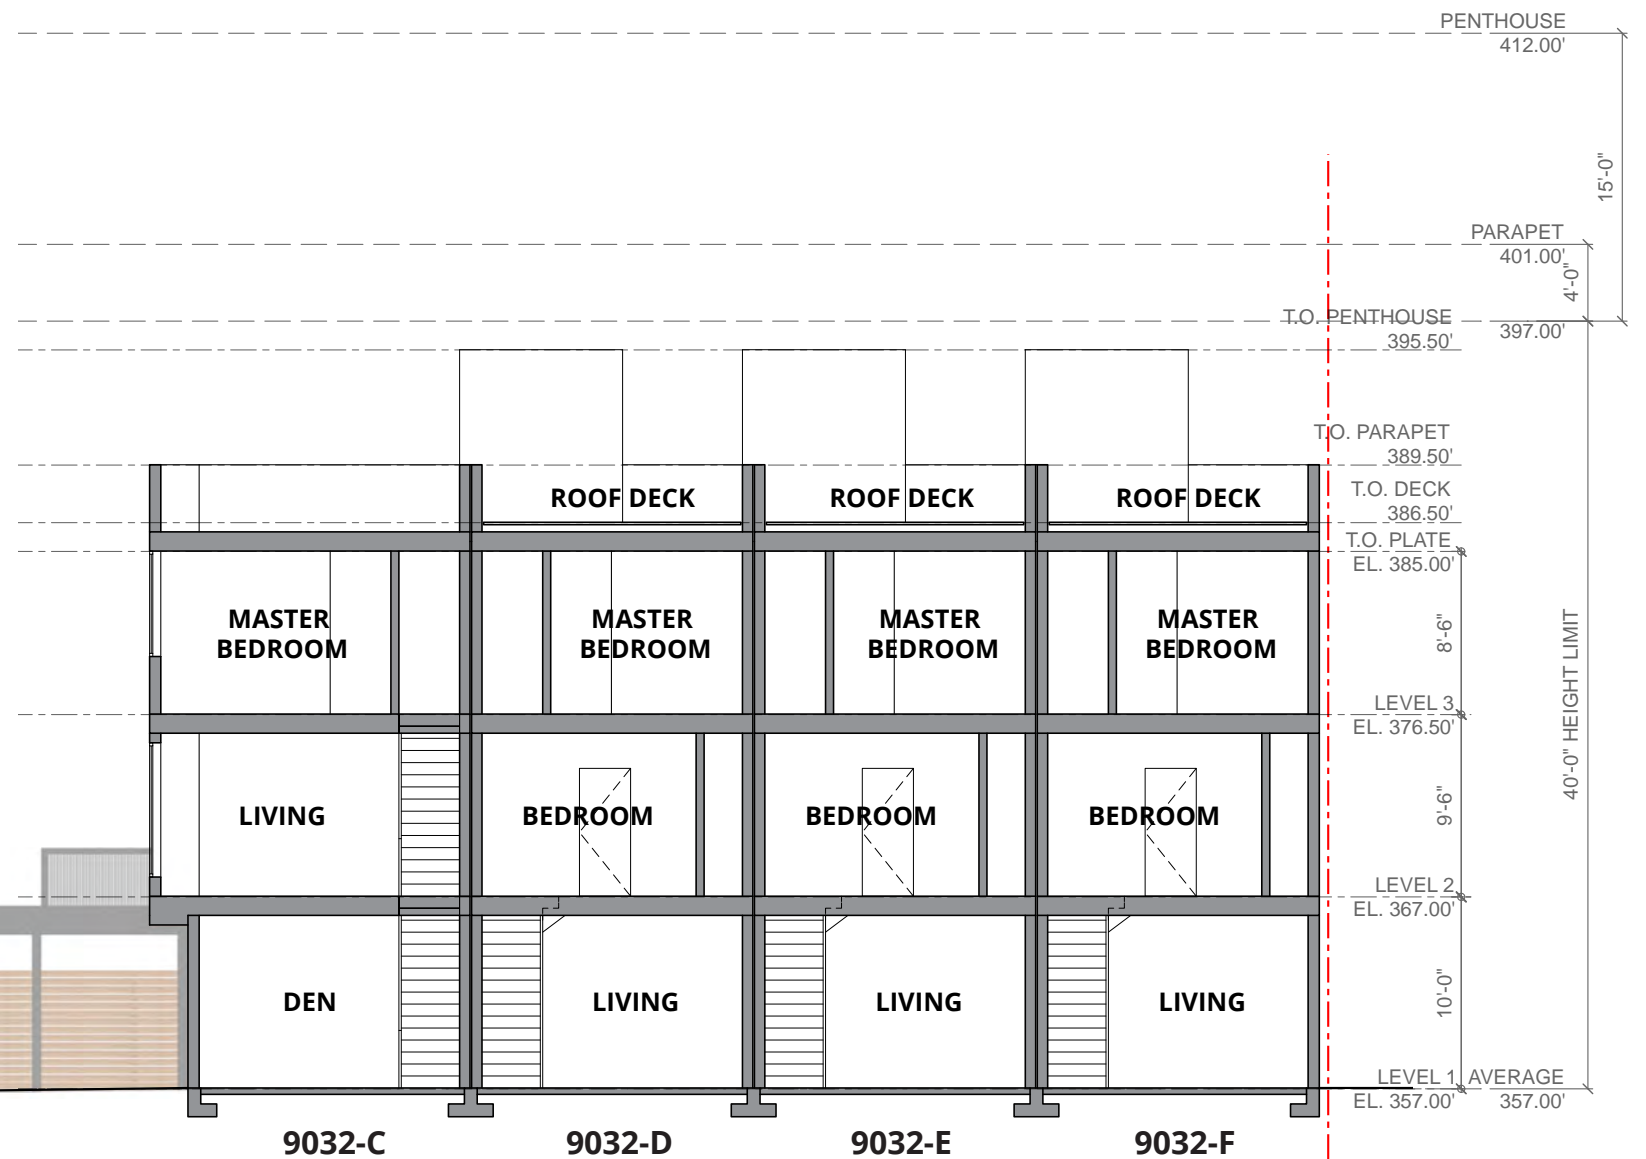 PENTHOUSE
412.00'
15'-0"
PARAPET
401.00'
4'-0"
T.O. PENTHOUSE
395.50'
397.00'
T.O. PARAPET
389.50'
T.O. DECK
386.50'
ROOF DECK
ROOF DECK
ROOF DECK
T.O. PLATE
EL. 385.00'
MASTER
BEDROOM
MASTER
BEDROOM
MASTER
BEDROOM
MASTER
BEDROOM
8'-6"
40'-0" HEIGHT LIMIT
LEVEL 3
EL. 376.50'
LIVING
BEDROOM
BEDROOM
BEDROOM
9'-6"
LEVEL 2
EL. 367.00'
DEN
LIVING
LIVING
LIVING
10'-0"
LEVEL 1
EL. 357.00'
AVERAGE
357.00'
9032-C
9032-D
9032-E
9032-F